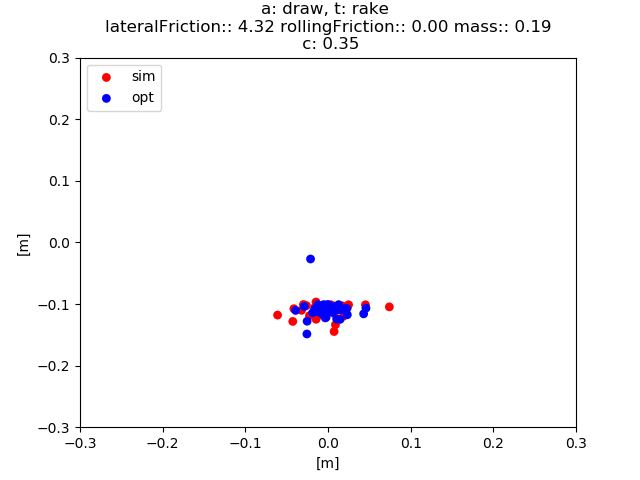 a: draw, t: rake
lateralFriction:: 4.32 rollingFriction:: 0.00 mass:: 0.19
c: 0.35
sim
opt
0.3
0.2
0.1
0.0
−0.1
−0.2
−0.3
[m]
−0.3 −0.2 −0.1 0.0 0.1 0.2 0.3
[m]